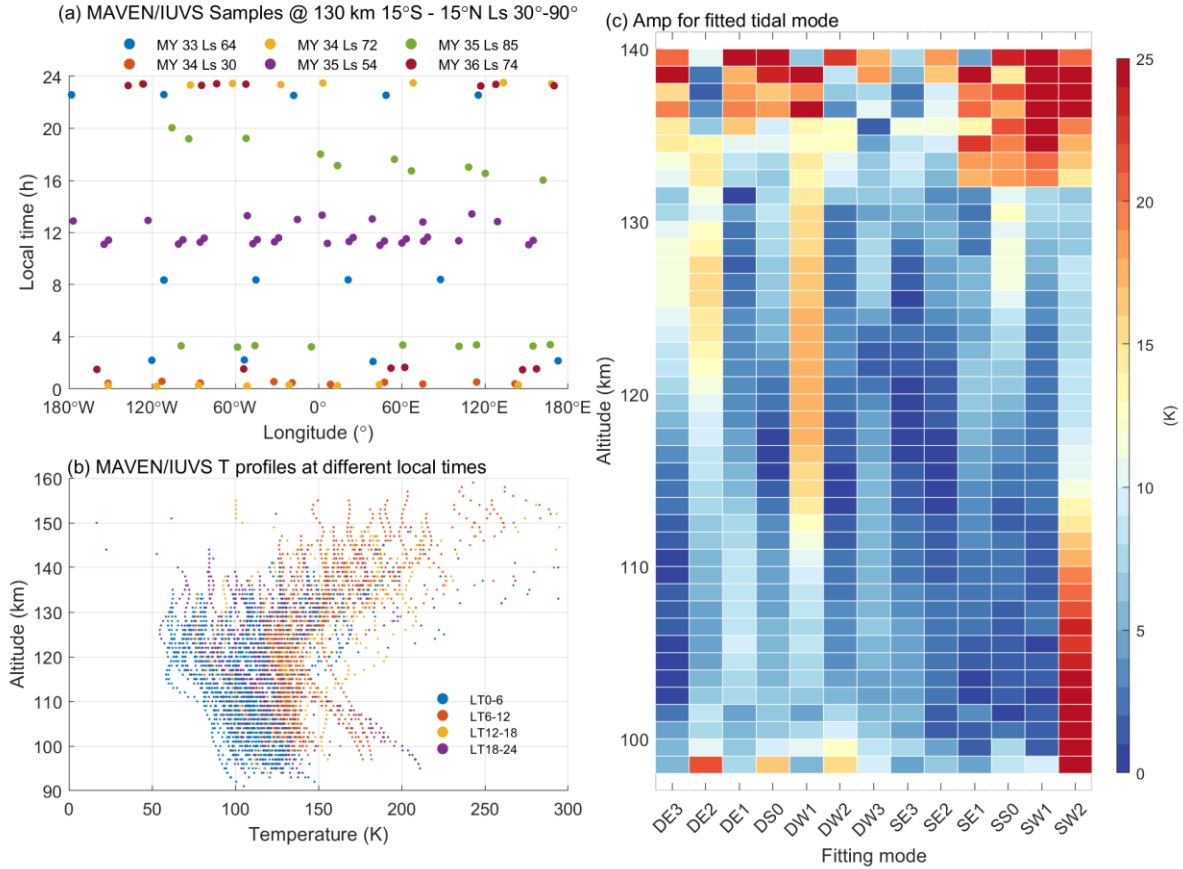 (a) MAVEN/IUVS Samples @ 130 km 15°S - 15°N Ls 30°-90°
MY 33 Ls 64
MY 34 Ls 72
MY 35 Ls 85
MY 34 Ls 30
MY 35 Ls 54
MY 36 Ls 74
24
20
16
12
8
4
0
Local time (h)
180°W
120°W
60°W
0°
60°E
120°E
180°E
Longitude (°)
(b) MAVEN/IUVS T profiles at different local times
160
150
140
130
120
110
100
90
Altitude (km)
LT0-6
LT6-12
LT12-18
LT18-24
0
50
100
150
200
250
300
Temperature (K)
(c) Amp for fitted tidal mode
140
130
120
110
100
Altitude (km)
DE3
DE2
DE1
DS0
DW1
DW2
DW3
SE3
SE2
SE1
SS0
SW1
SW2
Fitting mode
25
20
15
10
5
0
(K)